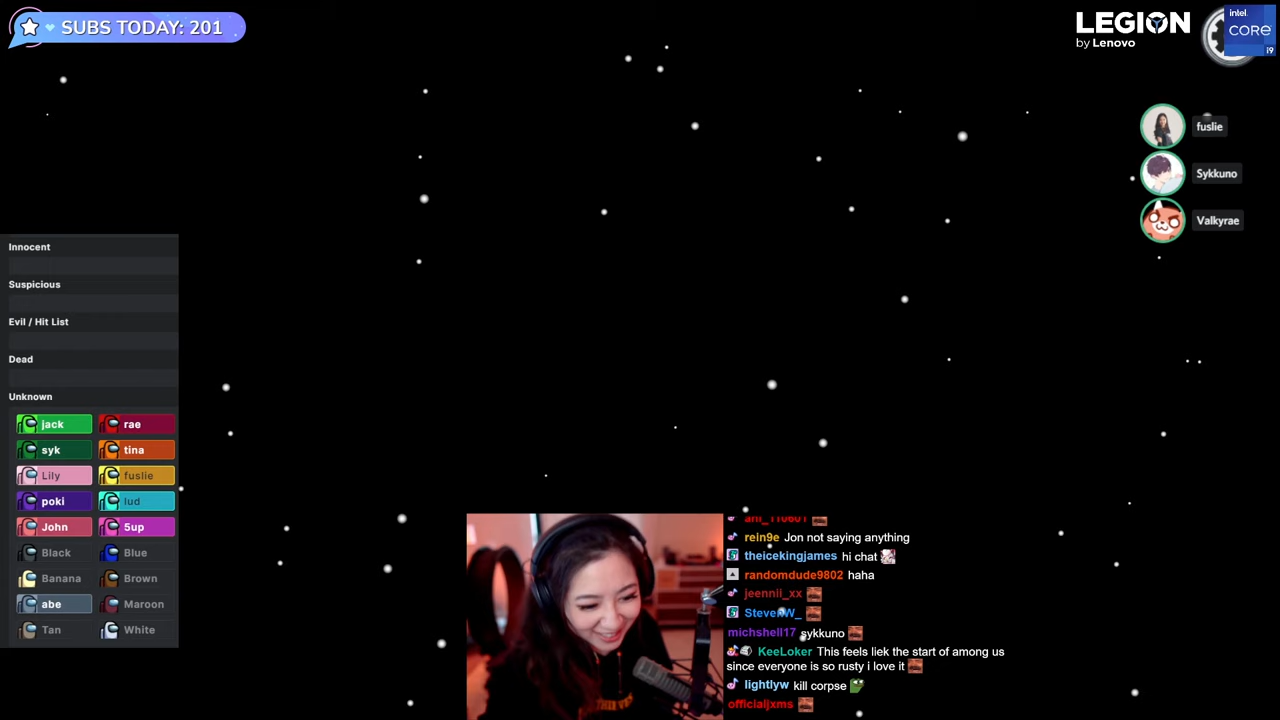 SUBS TODAY: 201
LEGION
by Lenovo
intel
CORE
i9
fuslie
Sykkuno
Valkyrae
Innocent
Suspicious
Evil / Hit List
Dead
Unknown
jack rae
syk tina
Lily fuslie
poki lud
John 5up
Black Blue
Banana Brown
abe Maroon
Tan White
rein9e Jon not saying anything
theicekingjames hi chat
randomdude9802 haha
jeennii_xx
StevenW_
michshell17 sykkuno
KeeLoker This feels liek the start of among us
since everyone is so rusty i love it
lightlyw kill corpse
officialjxms